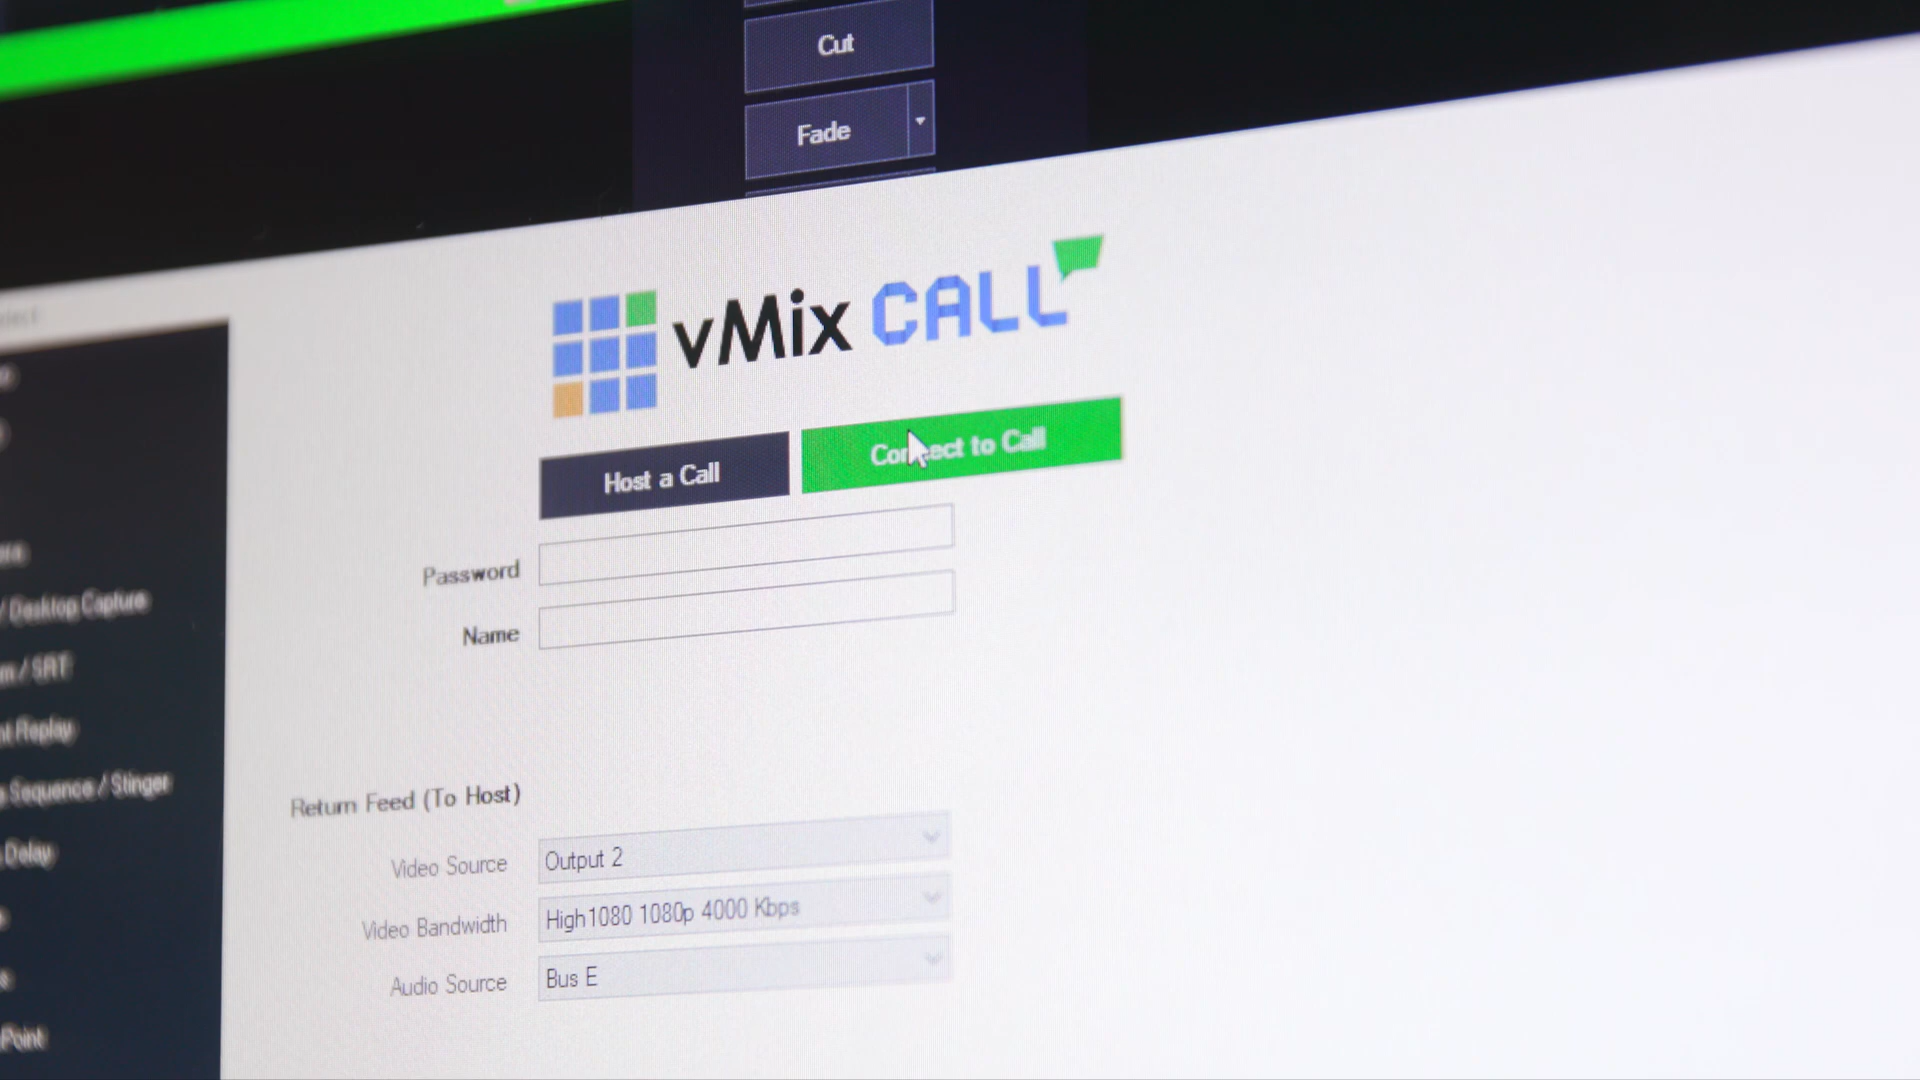 Cut
Fade
vMix CALL
Host a Call
Connect to Call
Password
Name
/ Desktop Capture
/ SRT
Replay
Sequence / Stinger
Delay
Point
Return Feed (To Host)
Video Source
Output 2
Video Bandwidth
High1080 1080p 4000 Kbps
Audio Source
Bus E